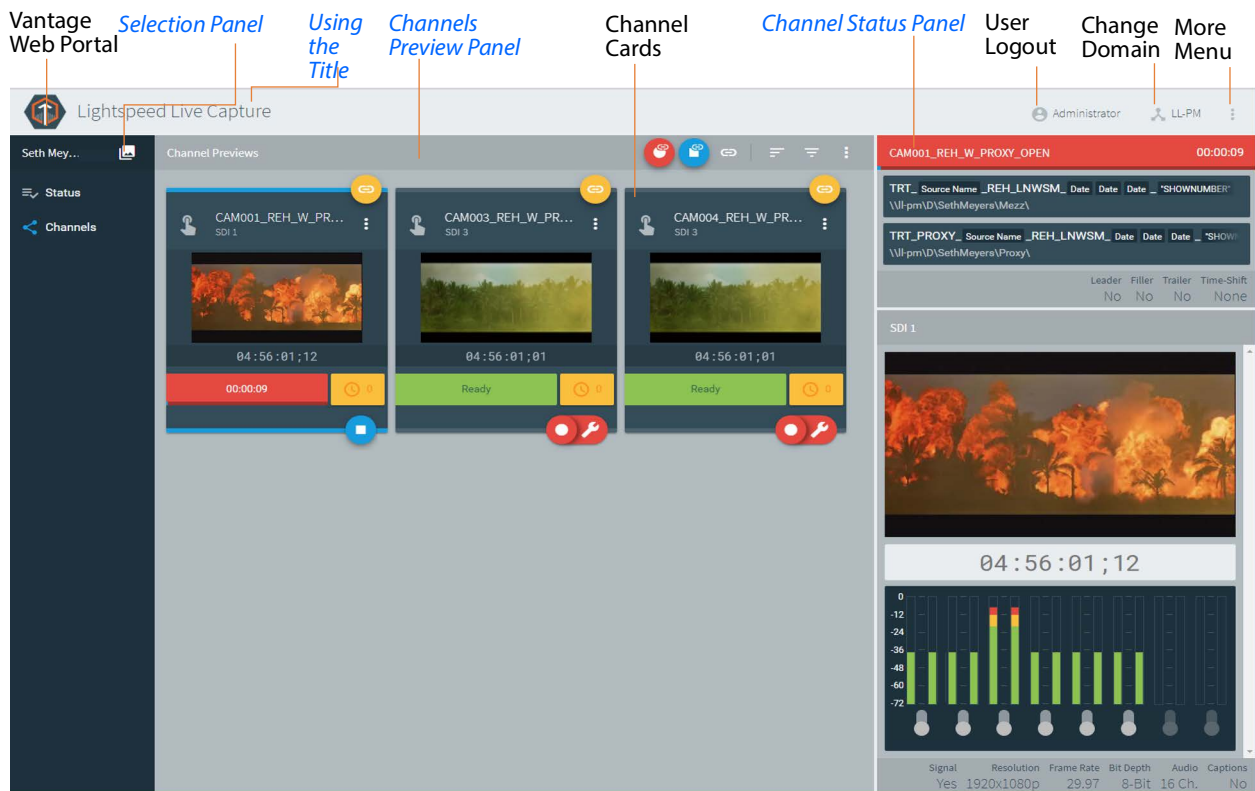 Vantage
Web Portal
Selection Panel
Using
the
Title
Channels
Preview Panel
Channel
Cards
Channel Status Panel
User
Logout
Change
Domain
More
Menu
Lightspeed Live Capture
Administrator
LL-PM
Seth Mey...
Status
Channels
Channel Previews
CAM001_REH_W_PR...
SDI 1
04:56:01;12
00:00:09
0
CAM003_REH_W_PR...
SDI 3
04:56:01;01
Ready
0
CAM004_REH_W_PR...
SDI 3
04:56:01;01
Ready
0
CAM001_REH_W_PROXY_OPEN 00:00:09
TRT_ Source Name _REH_LNWSM_ Date Date Date _ "SHOWNUMBER"
\\ll-pm\D\SethMeyers\Mezz\
TRT_PROXY_ Source Name _REH_LNWSM_ Date Date Date _ "SHOW
\\ll-pm\D\SethMeyers\Proxy\
Leader Filler Trailer Time-Shift
No No No None
SDI 1
04:56:01;12
0
-12
-24
-36
-48
-60
-72
Signal Resolution Frame Rate Bit Depth Audio Captions
Yes 1920x1080p 29.97 8-Bit 16 Ch. No